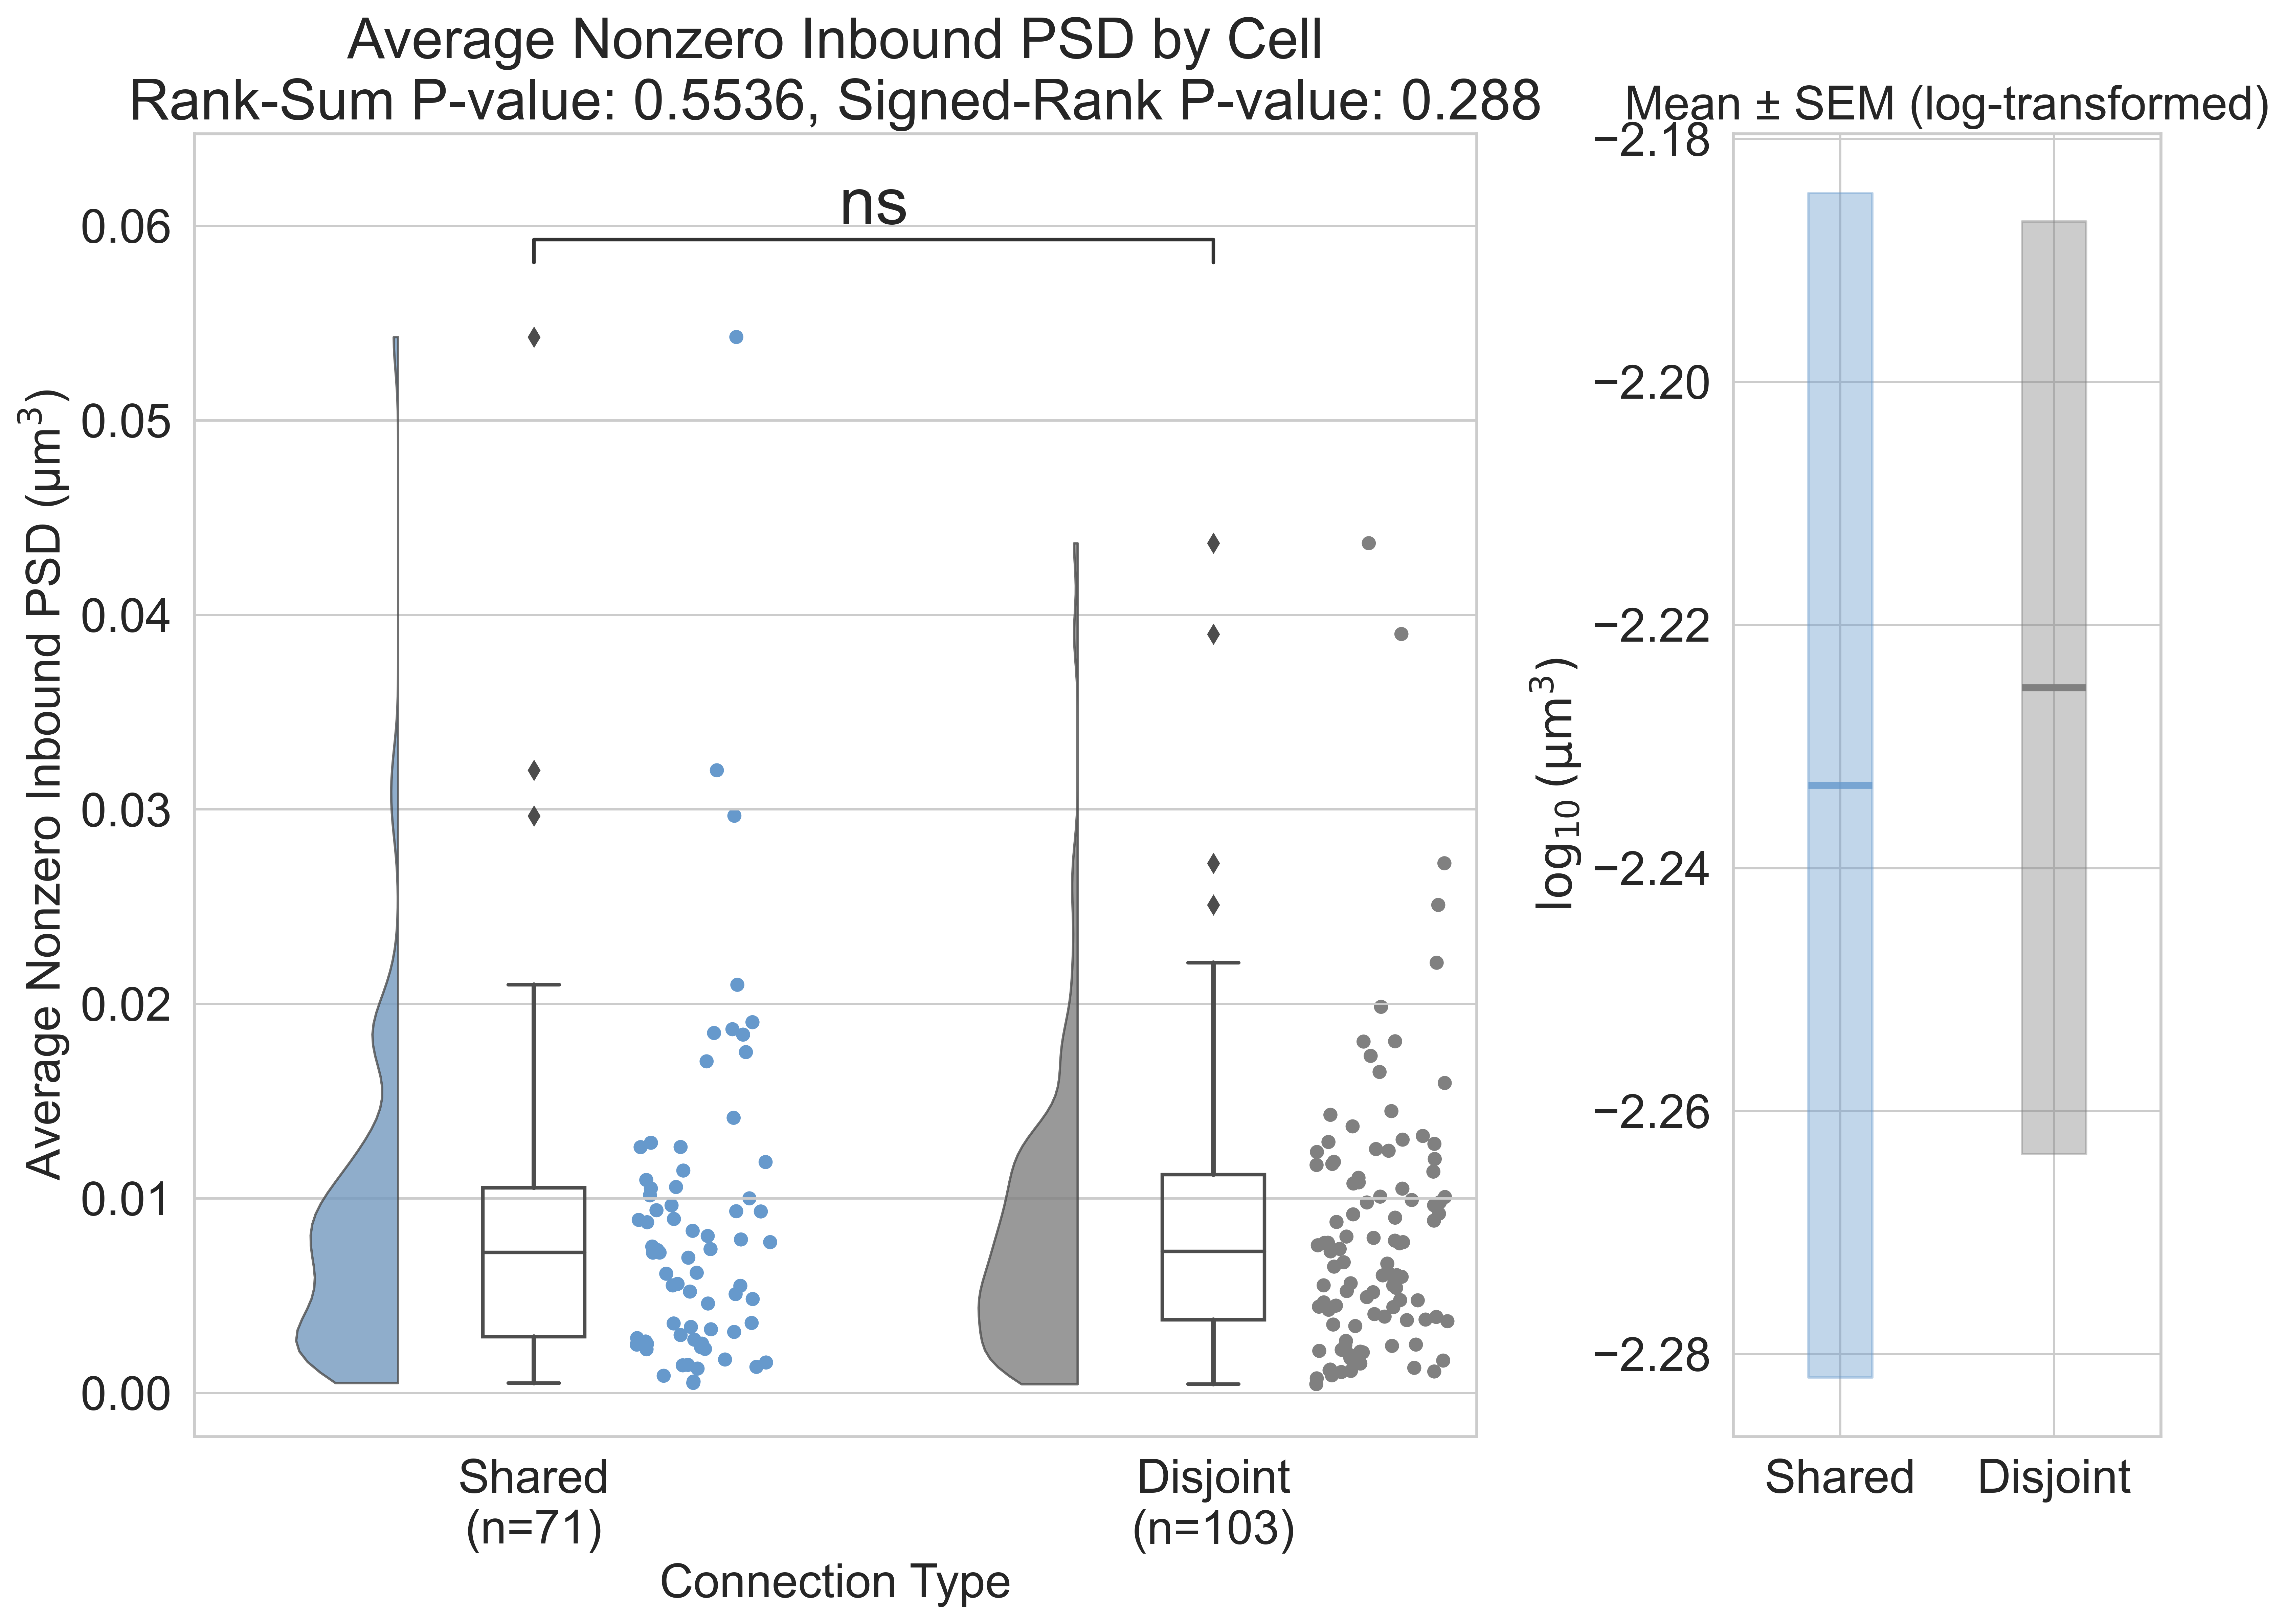 Average Nonzero Inbound PSD by Cell
Rank-Sum P-value: 0.5536, Signed-Rank P-value: 0.288
ns
0.06
0.05
0.04
0.03
0.02
0.01
0.00
Average Nonzero Inbound PSD (µm³)
Shared
(n=71)
Disjoint
(n=103)
Connection Type
Mean ± SEM (log-transformed)
−2.18
−2.20
−2.22
−2.24
−2.26
−2.28
log₁₀ (µm³)
Shared
Disjoint